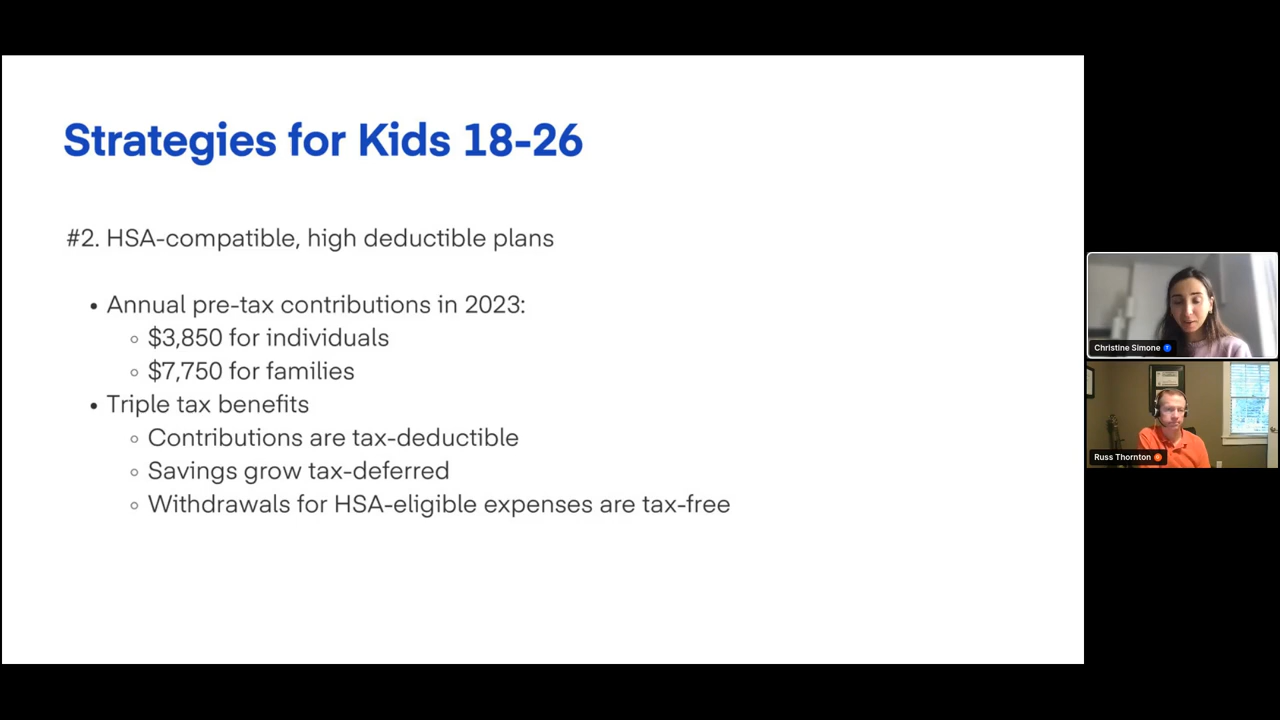 Strategies for Kids 18-26
#2. HSA-compatible, high deductible plans
• Annual pre-tax contributions in 2023:
◦ $3,850 for individuals
◦ $7,750 for families
• Triple tax benefits
◦ Contributions are tax-deductible
◦ Savings grow tax-deferred
◦ Withdrawals for HSA-eligible expenses are tax-free
Christine Simone
Russ Thornton